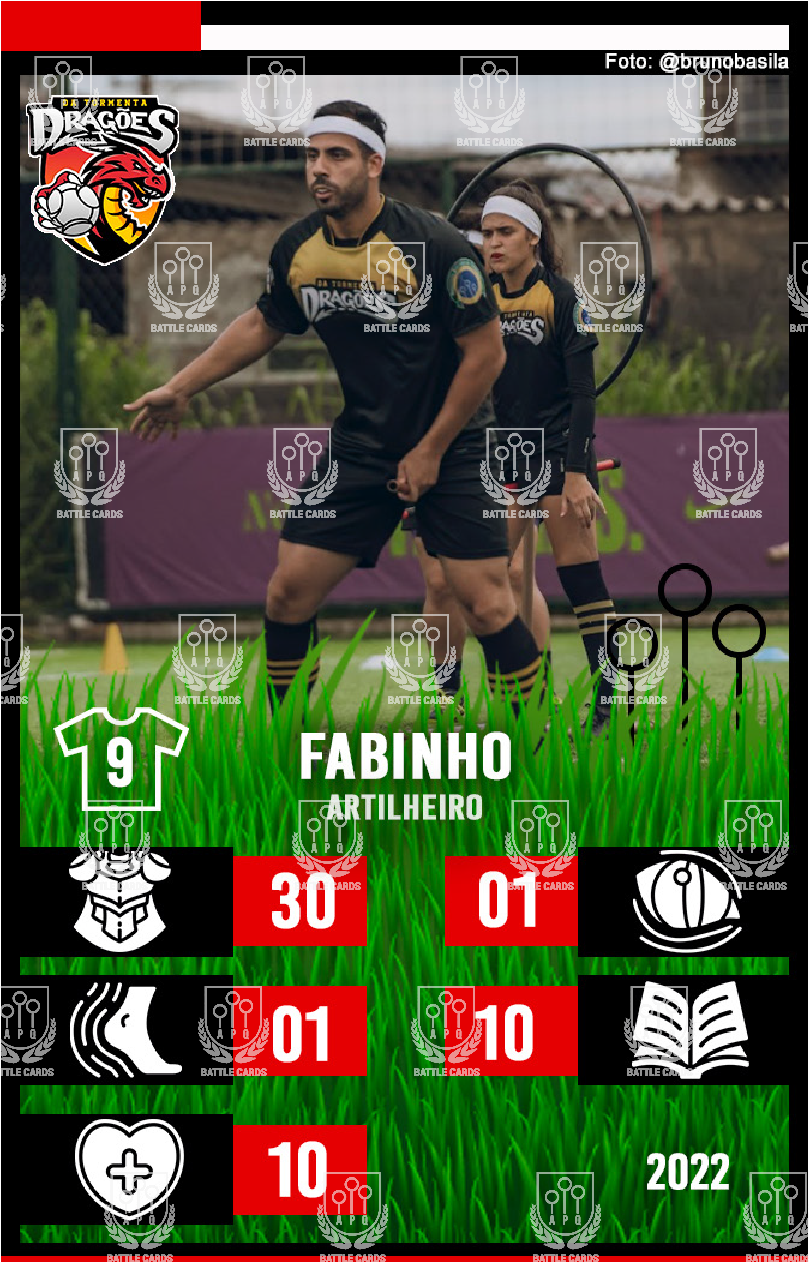 Foto: @brunobasila
DA TORMENTA
DRAGÕES
DA TORMENTA
DRAGÕES
DRAGÕES
9
FABINHO
ARTILHEIRO
30
01
01
10
10
2022
APQ
BATTLE CARDS